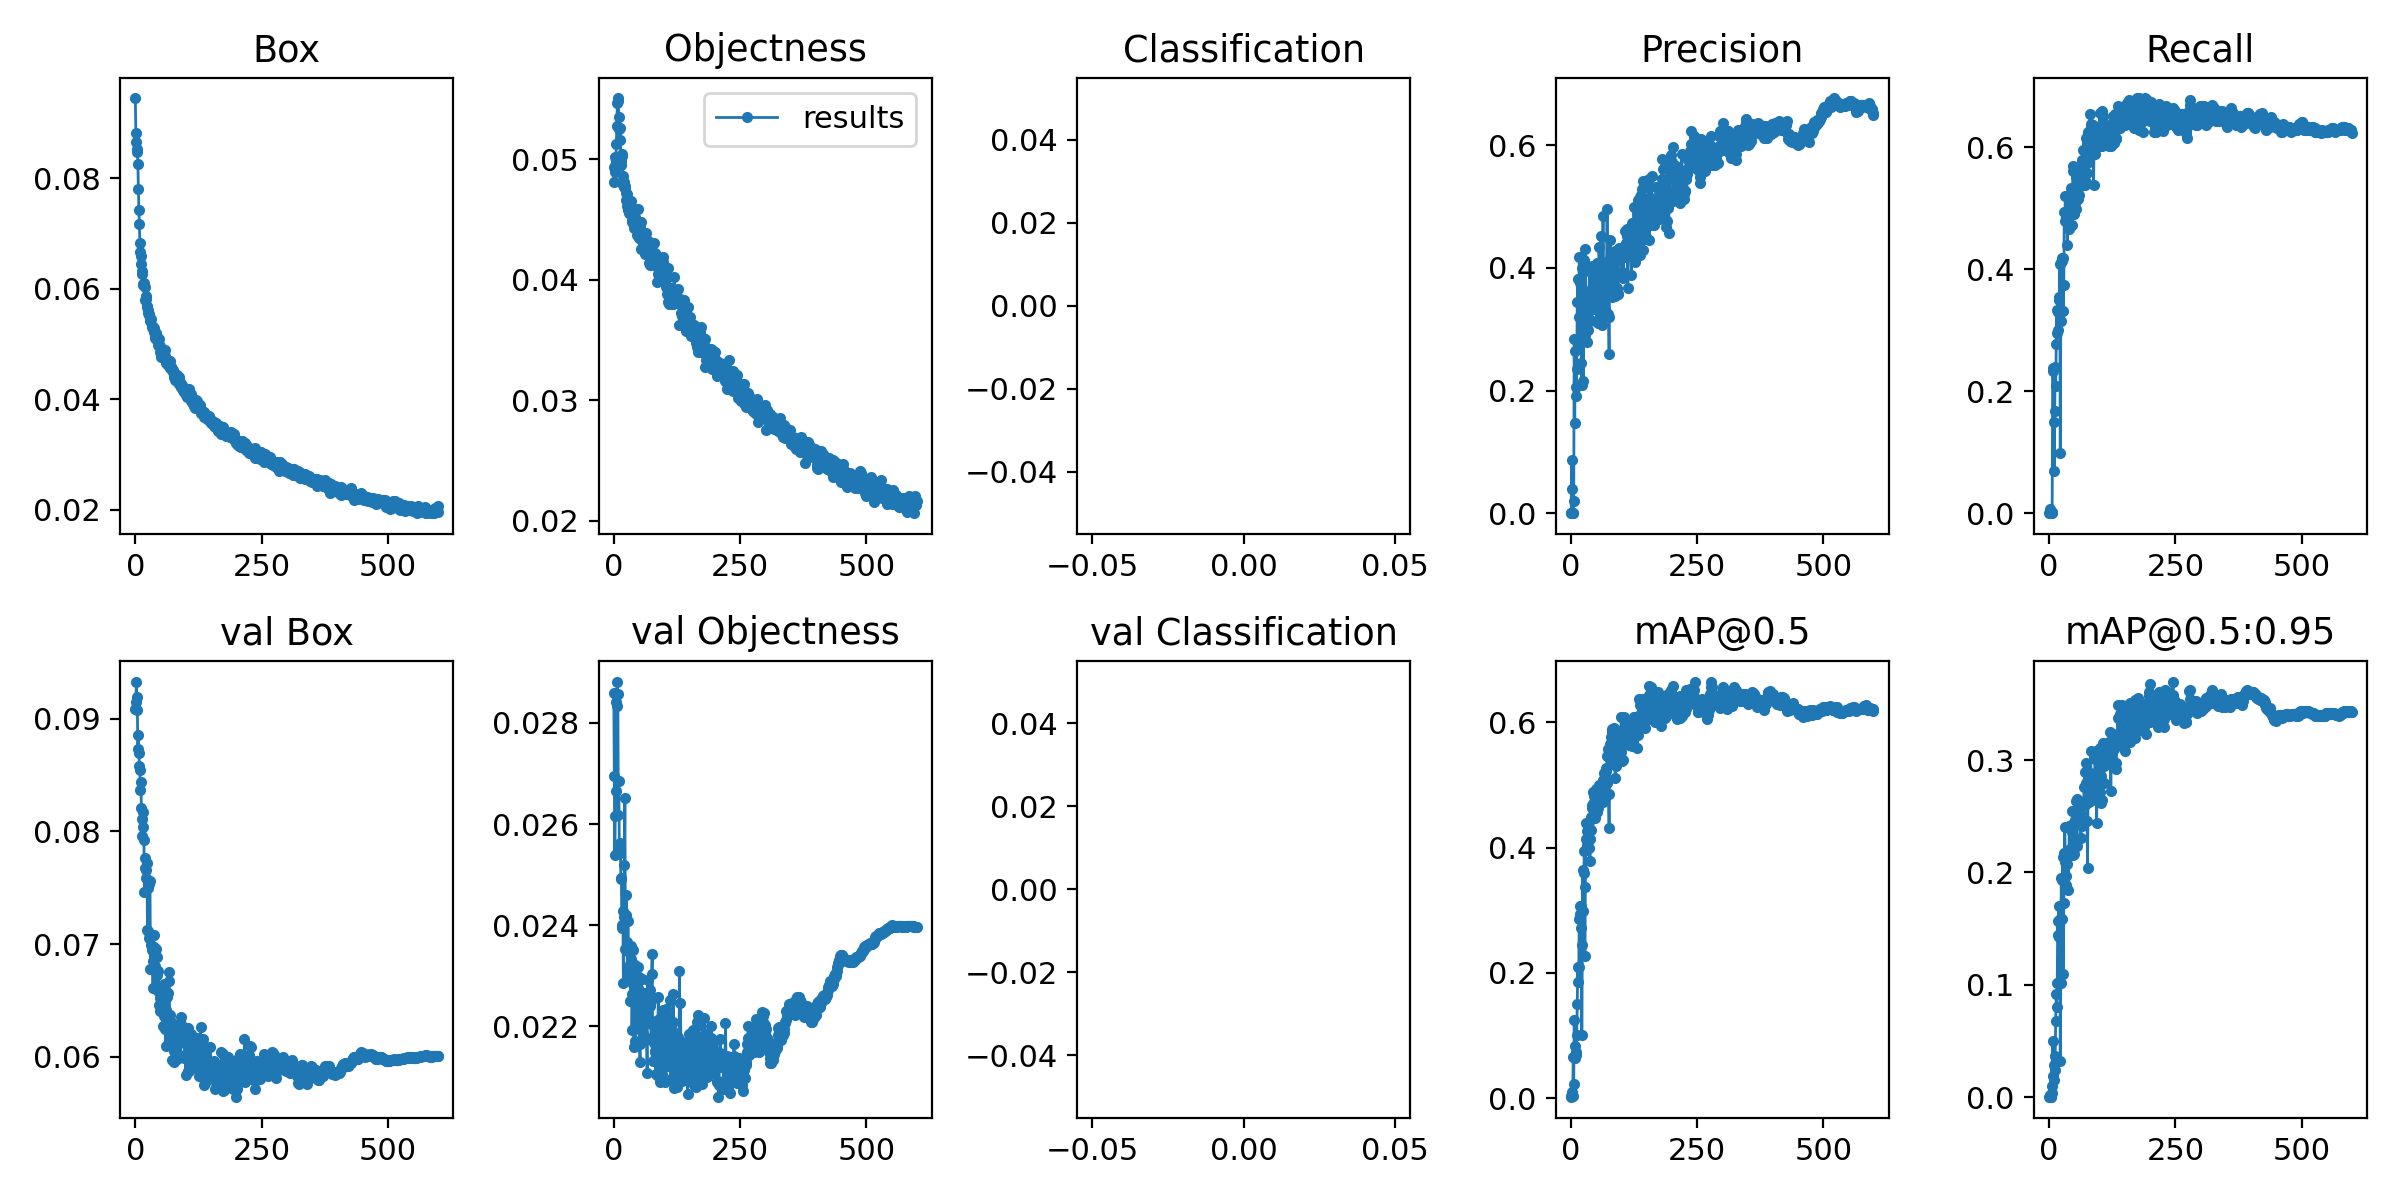 Box
0.08
0.06
0.04
0.02
0 250 500
Objectness
results
0.05
0.04
0.03
0.02
0 250 500
Classification
0.04
0.02
0.00
−0.02
−0.04
−0.05 0.00 0.05
Precision
0.6
0.4
0.2
0.0
0 250 500
Recall
0.6
0.4
0.2
0.0
0 250 500
val Box
0.09
0.08
0.07
0.06
0 250 500
val Objectness
0.028
0.026
0.024
0.022
0 250 500
val Classification
0.04
0.02
0.00
−0.02
−0.04
−0.05 0.00 0.05
mAP@0.5
0.6
0.4
0.2
0.0
0 250 500
mAP@0.5:0.95
0.3
0.2
0.1
0.0
0 250 500